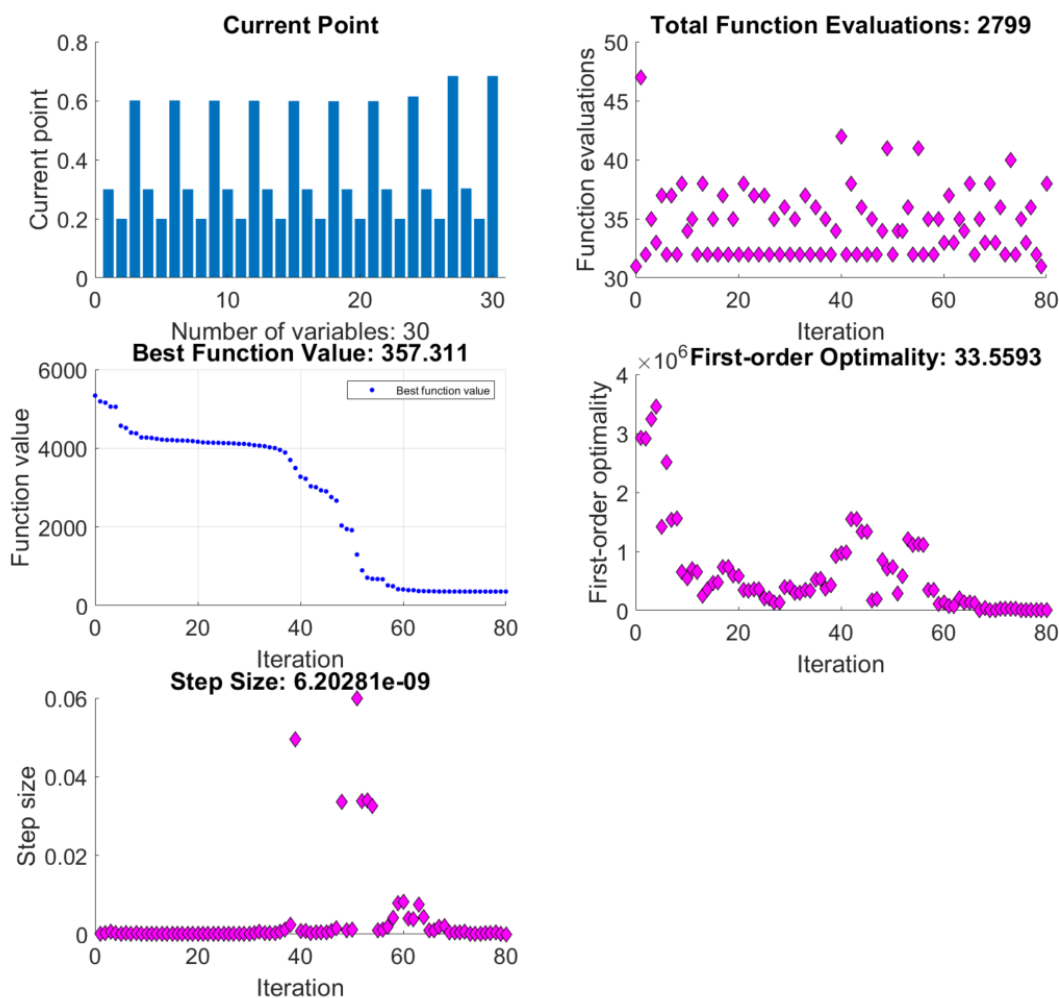 Current Point
0.8
0.6
0.4
0.2
0
Current point
0 10 20 30
Number of variables: 30
Total Function Evaluations: 2799
50
45
40
35
30
Function evaluations
0 20 40 60 80
Iteration
Best Function Value: 357.311
6000
4000
2000
0
Function value
Best function value
0 20 40 60 80
Iteration
×10⁶ First-order Optimality: 33.5593
4
3
2
1
0
First-order optimality
0 20 40 60 80
Iteration
Step Size: 6.20281e-09
0.06
0.04
0.02
0
Step size
0 20 40 60 80
Iteration